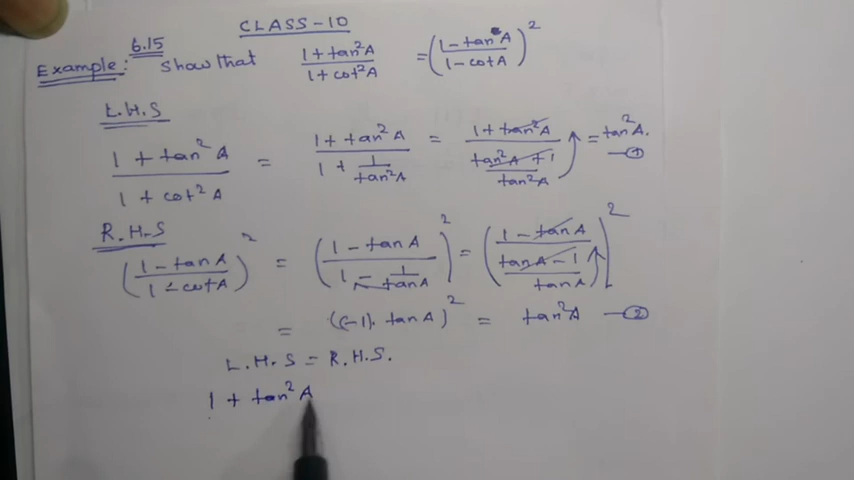 CLASS-10
Example: 6.15 Show that (1 + tan²A)/(1 + cot²A) = ((1 - tan A)/(1 - cotA))²
L.H.S
(1 + tan²A)/(1 + cot²A) = (1 + tan²A)/(1 + 1/tan²A) = (1 + tan²A)/((tan²A + 1)/tan²A) = tan²A. —①
R.H.S
((1 - tanA)/(1 - cotA))² = ((1 - tanA)/(1 - 1/tanA))² = ((1 - tanA)/((tanA - 1)/tanA))²
= ((-1). tanA)² = tan²A —②
L.H.S = R.H.S.
1 + tan²A